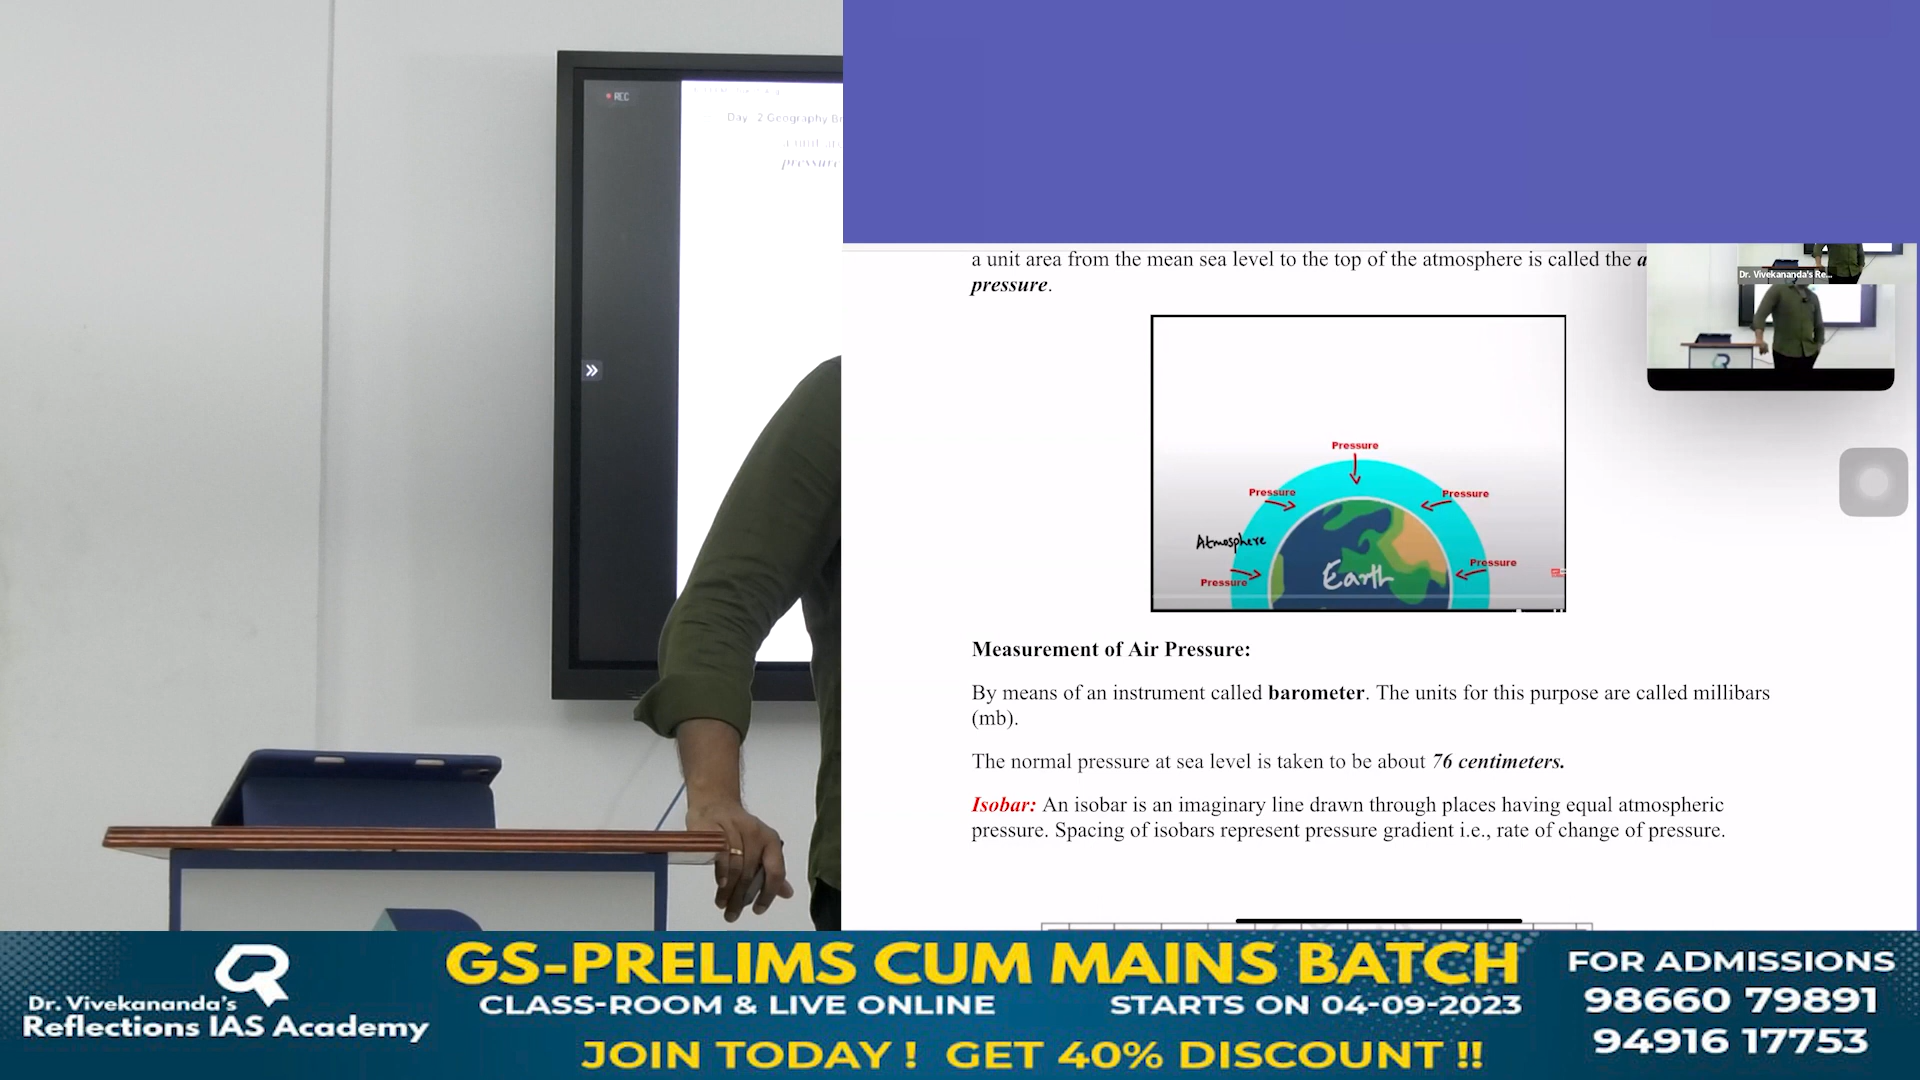 REC
Day 2 Geography Br
a unit are
pressure
a unit area from the mean sea level to the top of the atmosphere is called the a
pressure.
Dr. Vivekananda's Re...
Pressure
Pressure
Pressure
Atmosphere
Pressure
Pressure
Earth
Measurement of Air Pressure:
By means of an instrument called barometer. The units for this purpose are called millibars
(mb).
The normal pressure at sea level is taken to be about 76 centimeters.
Isobar: An isobar is an imaginary line drawn through places having equal atmospheric
pressure. Spacing of isobars represent pressure gradient i.e., rate of change of pressure.
Dr. Vivekananda's
Reflections IAS Academy
GS-PRELIMS CUM MAINS BATCH
CLASS-ROOM & LIVE ONLINE STARTS ON 04-09-2023
JOIN TODAY ! GET 40% DISCOUNT !!
FOR ADMISSIONS
98660 79891
94916 17753